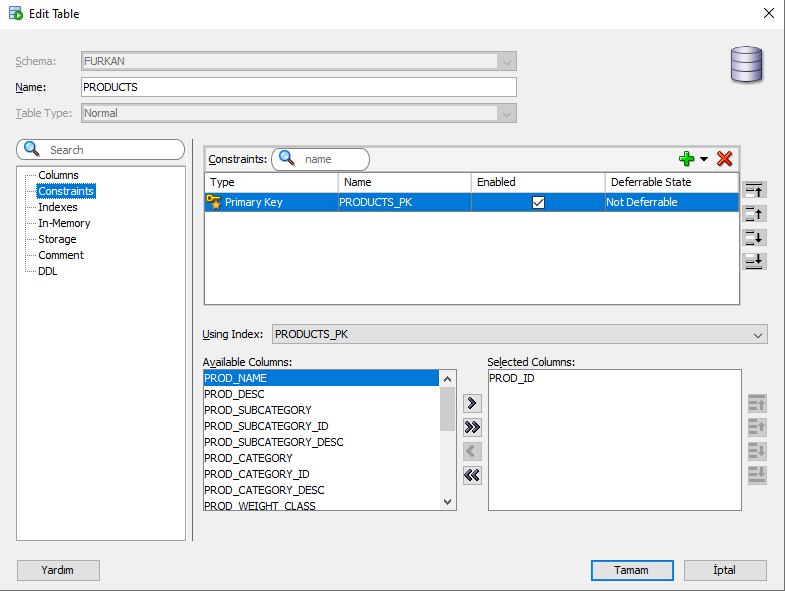 Edit Table
Schema: FURKAN
Name: PRODUCTS
Table Type: Normal
Search
Columns
Constraints
Indexes
In-Memory
Storage
Comment
DDL
Constraints: name
Type Name Enabled Deferrable State
Primary Key PRODUCTS_PK Not Deferrable
Using Index: PRODUCTS_PK
Available Columns:
PROD_NAME
PROD_DESC
PROD_SUBCATEGORY
PROD_SUBCATEGORY_ID
PROD_SUBCATEGORY_DESC
PROD_CATEGORY
PROD_CATEGORY_ID
PROD_CATEGORY_DESC
PROD_WEIGHT_CLASS
Selected Columns:
PROD_ID
Yardım Tamam İptal